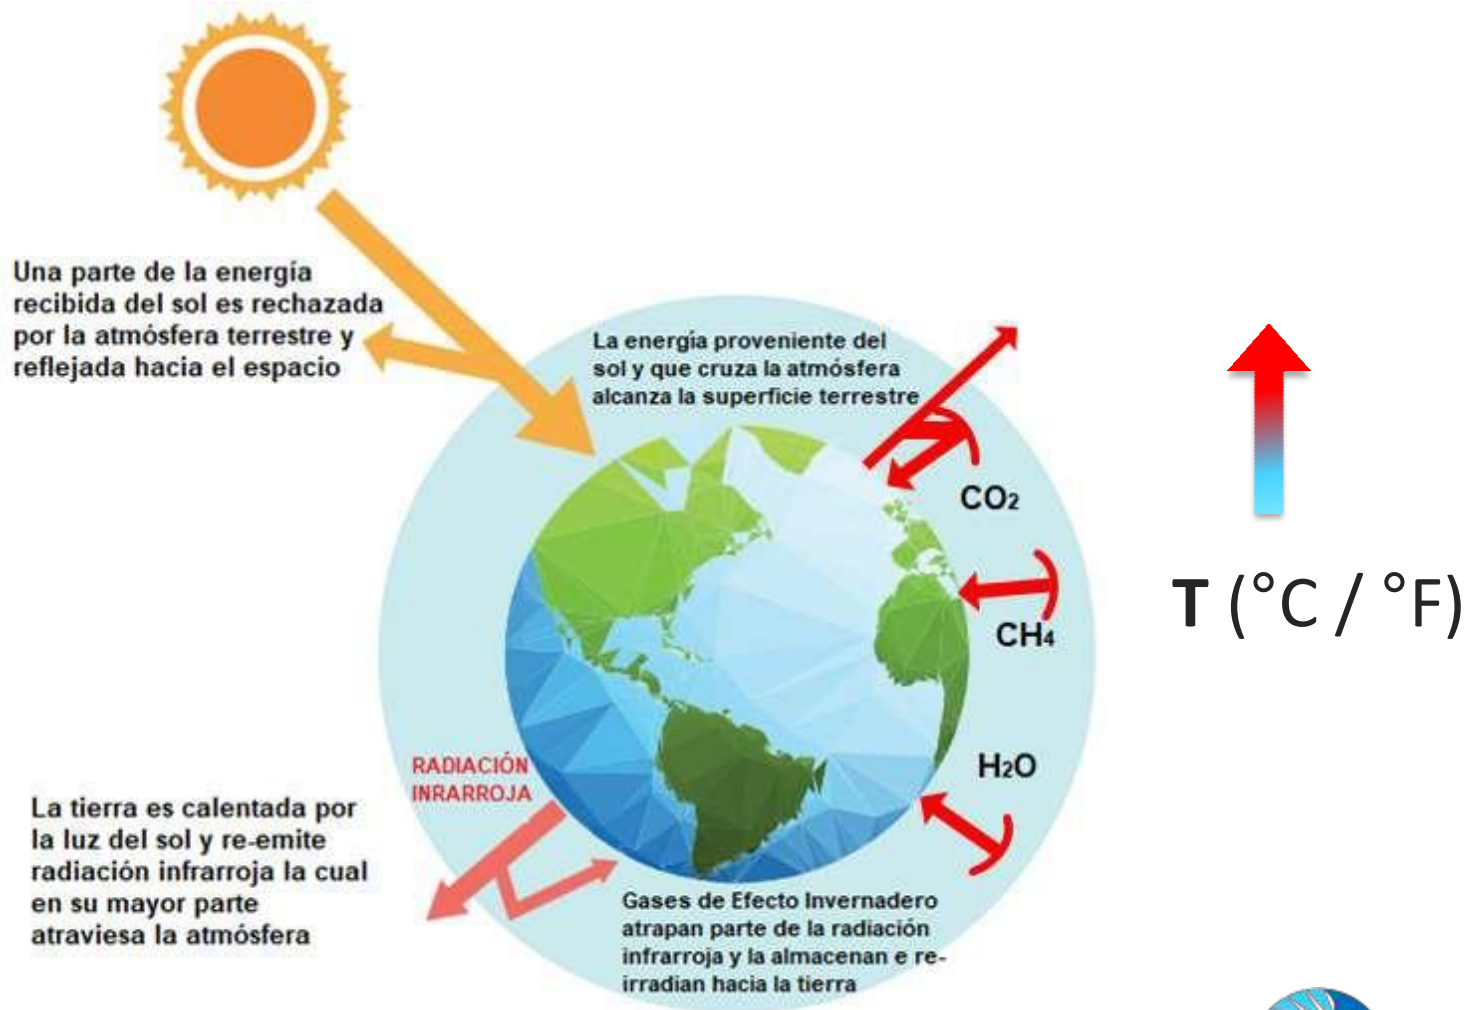 Una parte de la energía
recibida del sol es rechazada
por la atmósfera terrestre y
reflejada hacia el espacio
La energía proveniente del
sol y que cruza la atmósfera
alcanza la superficie terrestre
CO2
CH4
T (°C / °F)
H2O
RADIACIÓN
INRARROJA
La tierra es calentada por
la luz del sol y re-emite
radiación infrarroja la cual
en su mayor parte
atraviesa la atmósfera
Gases de Efecto Invernadero
atrapan parte de la radiación
infrarroja y la almacenan e re-
irradian hacia la tierra